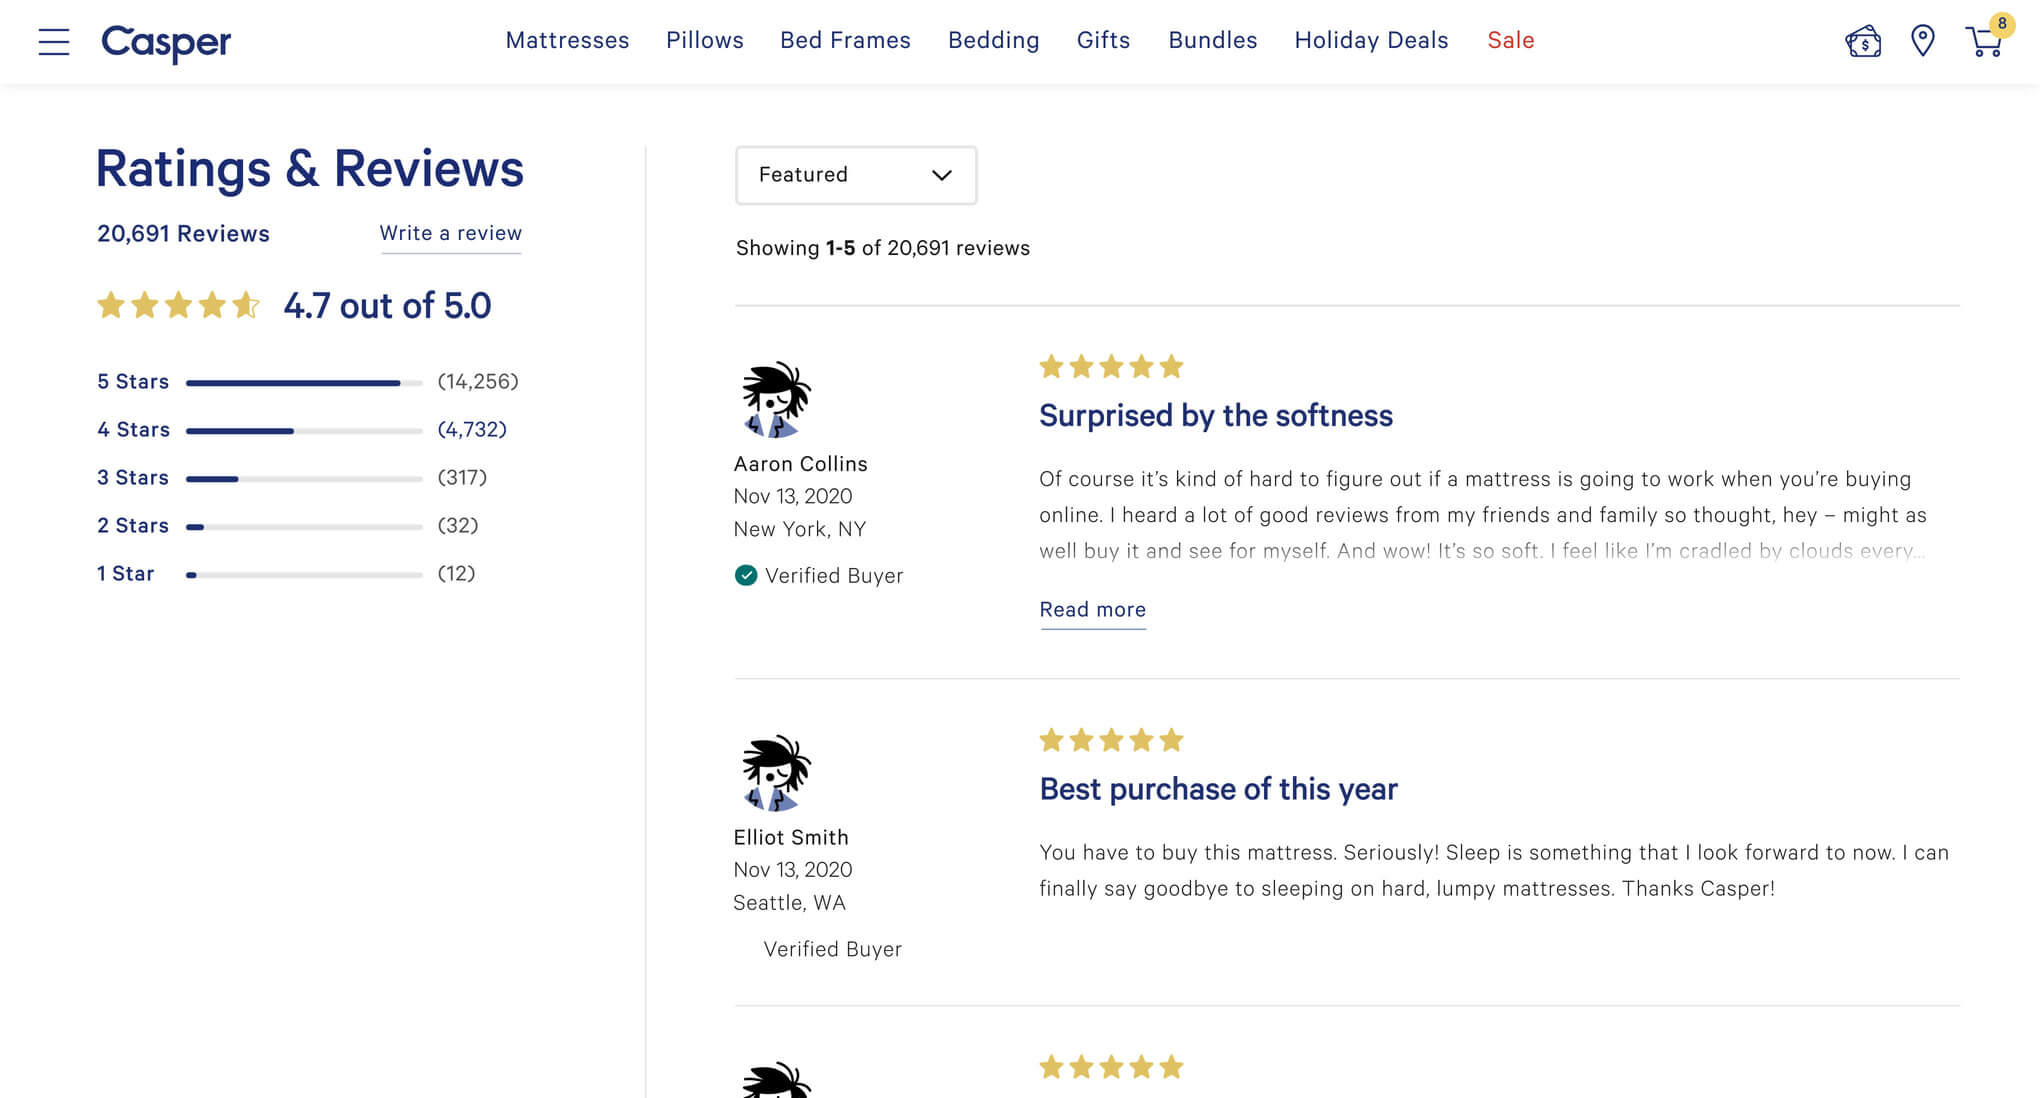 Casper
Mattresses Pillows Bed Frames Bedding Gifts Bundles Holiday Deals Sale
$
8
Ratings & Reviews
20,691 Reviews
Write a review
4.7 out of 5.0
5 Stars (14,256)
4 Stars (4,732)
3 Stars (317)
2 Stars (32)
1 Star (12)
Featured
Showing 1-5 of 20,691 reviews
Aaron Collins
Nov 13, 2020
New York, NY
Verified Buyer
Surprised by the softness
Of course it’s kind of hard to figure out if a mattress is going to work when you’re buying
online. I heard a lot of good reviews from my friends and family so thought, hey – might as
well buy it and see for myself. And wow! It’s so soft. I feel like I’m cradled by clouds every...
Read more
Elliot Smith
Nov 13, 2020
Seattle, WA
Verified Buyer
Best purchase of this year
You have to buy this mattress. Seriously! Sleep is something that I look forward to now. I can
finally say goodbye to sleeping on hard, lumpy mattresses. Thanks Casper!